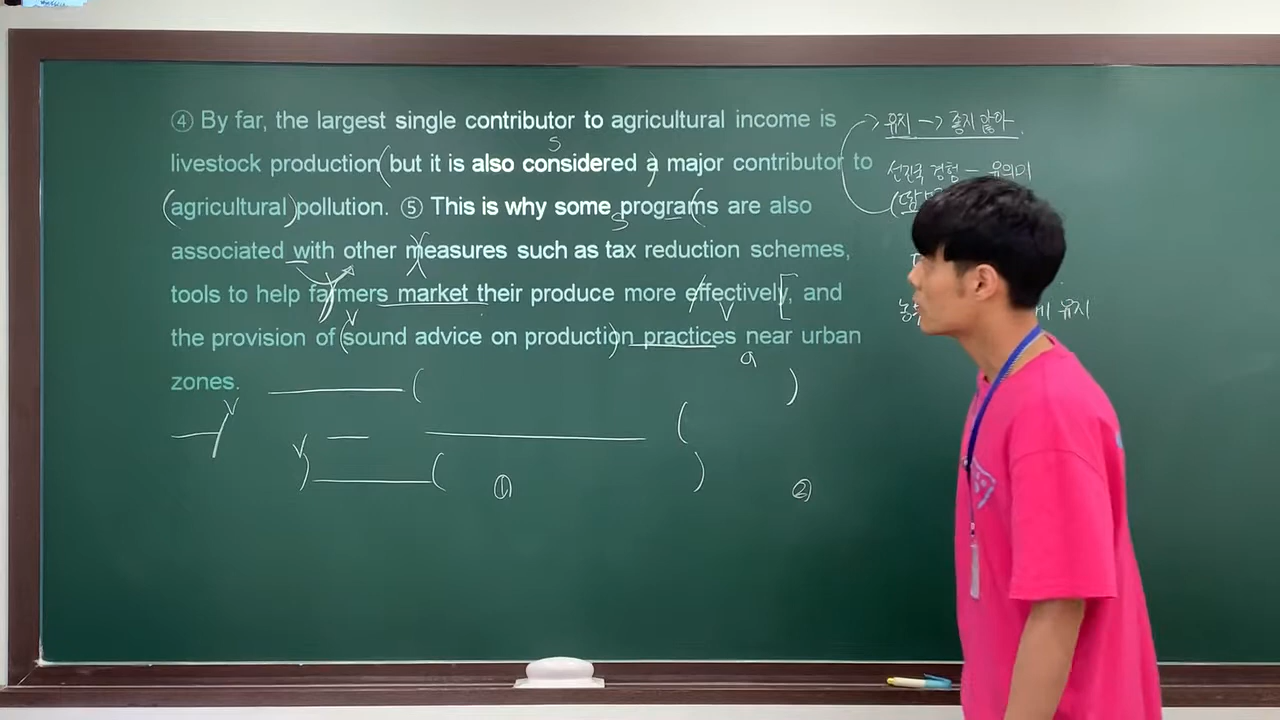 ④ By far, the largest single contributor to agricultural income is
livestock production but it is also considered a major contributor to
(agricultural) pollution. ⑤ This is why some programs are also
associated with other measures such as tax reduction schemes,
tools to help farmers market their produce more effectively, and
the provision of (sound advice on production) practices near urban
zones.
S
S
a
① ②
유지 → 좋지 않아
선진국 경험 - 유의미
유지